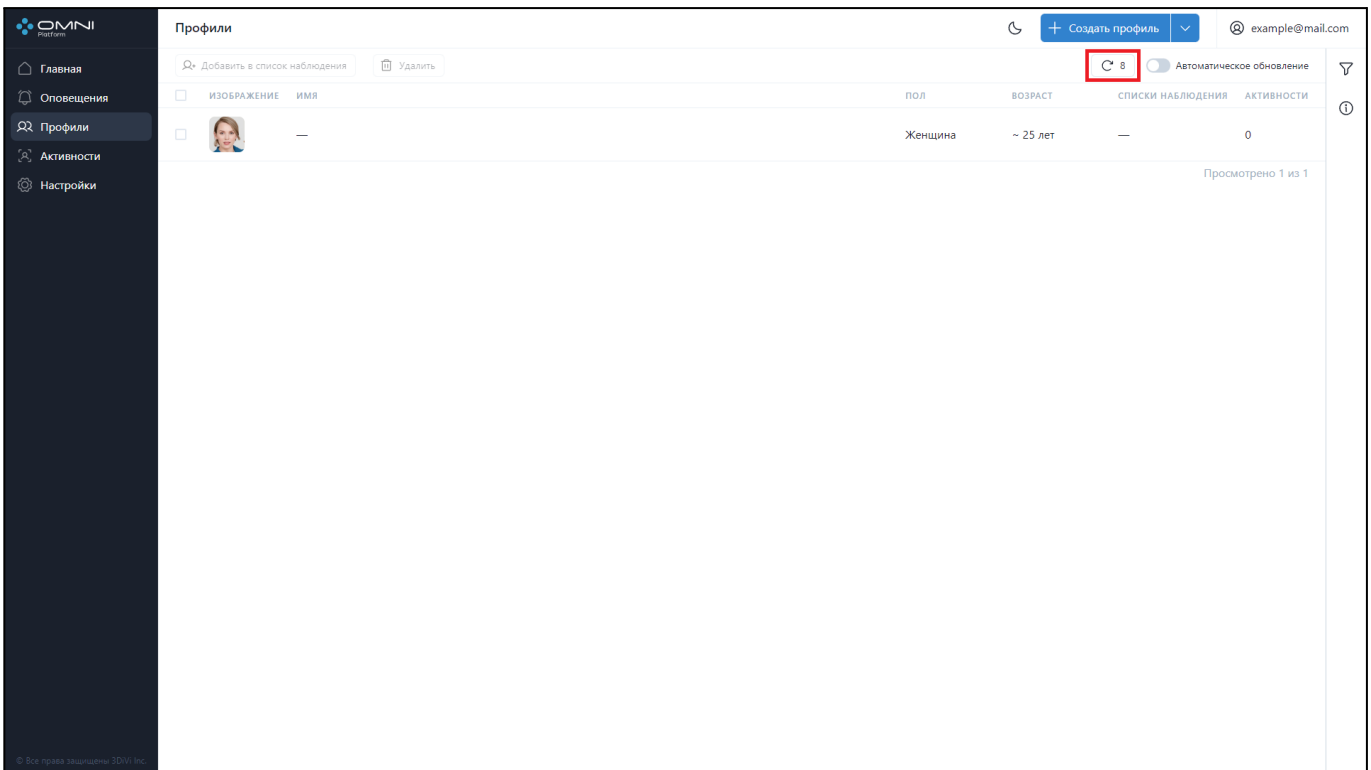 OMNI
Platform
Профили
Создать профиль
example@mail.com
Главная
Оповещения
Профили
Активности
Настройки
Добавить в список наблюдения
Удалить
8
Автоматическое обновление
ИЗОБРАЖЕНИЕ ИМЯ ПОЛ ВОЗРАСТ СПИСКИ НАБЛЮДЕНИЯ АКТИВНОСТИ
— Женщина ~ 25 лет — 0
Просмотрено 1 из 1
© Все права защищены 3DiVi Inc.